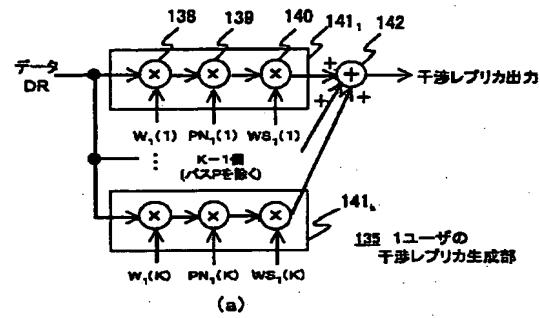 138
139
140
141₁
142
データ
DR
×
×
×
+
+
+
+
干渉レプリカ出力
W₁(1)
PN₁(1)
WS₁(1)
⋮
K-1個
(パスPを除く)
×
×
×
141ₖ
135 1ユーザの
干渉レプリカ生成部
W₁(K)
PN₁(K)
WS₁(K)
(a)